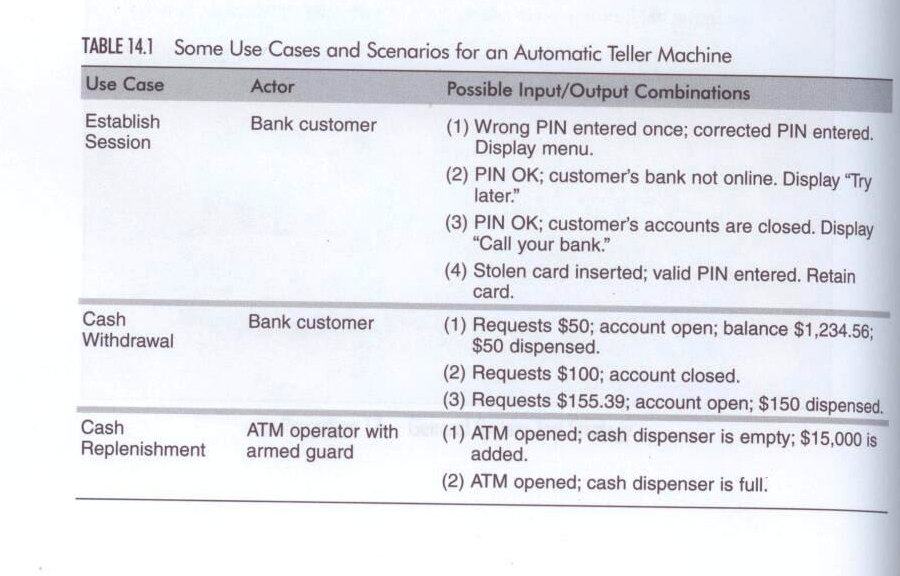 TABLE 14.1 Some Use Cases and Scenarios for an Automatic Teller Machine
Use Case Actor Possible Input/Output Combinations
Establish Session Bank customer (1) Wrong PIN entered once; corrected PIN entered.
Display menu.
(2) PIN OK; customer's bank not online. Display “Try
later.”
(3) PIN OK; customer's accounts are closed. Display
“Call your bank.”
(4) Stolen card inserted; valid PIN entered. Retain
card.
Cash Withdrawal Bank customer (1) Requests $50; account open; balance $1,234.56;
$50 dispensed.
(2) Requests $100; account closed.
(3) Requests $155.39; account open; $150 dispensed.
Cash Replenishment ATM operator with armed guard (1) ATM opened; cash dispenser is empty; $15,000 is
added.
(2) ATM opened; cash dispenser is full.